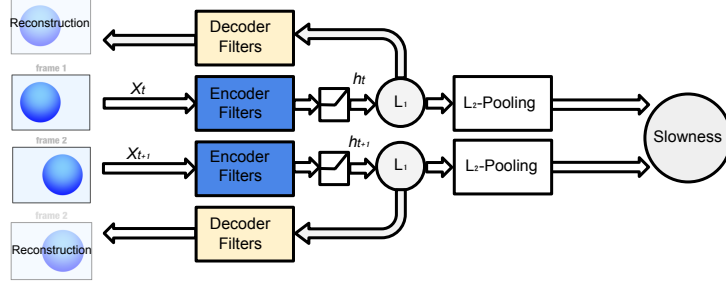 Reconstruction
Decoder
Filters
frame 1
Xt
Encoder
Filters
ht
L1
L2-Pooling
Slowness
frame 2
Xt+1
Encoder
Filters
ht+1
L1
L2-Pooling
frame 2
Reconstruction
Decoder
Filters